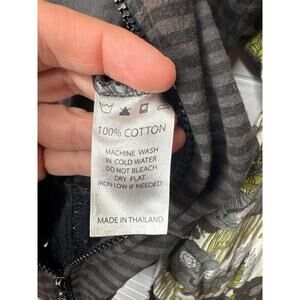 100% COTTON
MACHINE WASH
IN COLD WATER
DO NOT BLEACH
DRY FLAT
IRON LOW IF NEEDED
MADE IN THAILAND